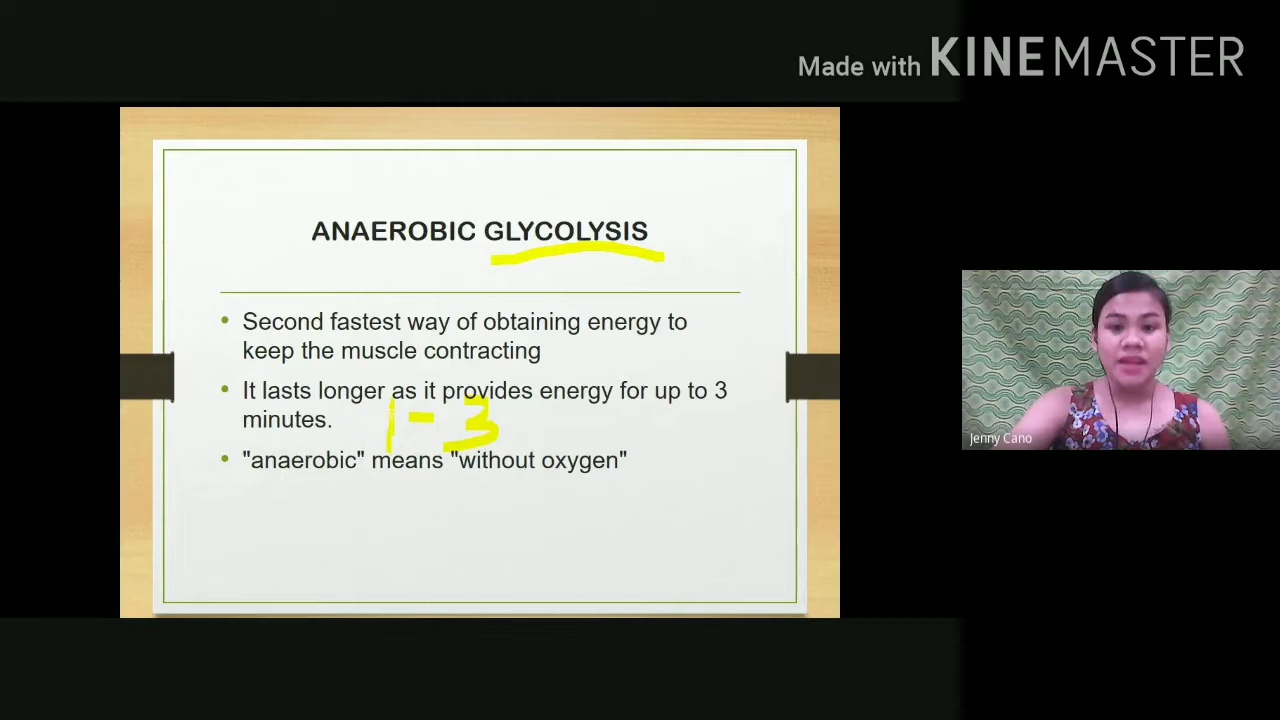 Made with KINEMASTER
ANAEROBIC GLYCOLYSIS
• Second fastest way of obtaining energy to
keep the muscle contracting
• It lasts longer as it provides energy for up to 3
minutes.
1 - 3
• "anaerobic" means "without oxygen"
Jenny Cano